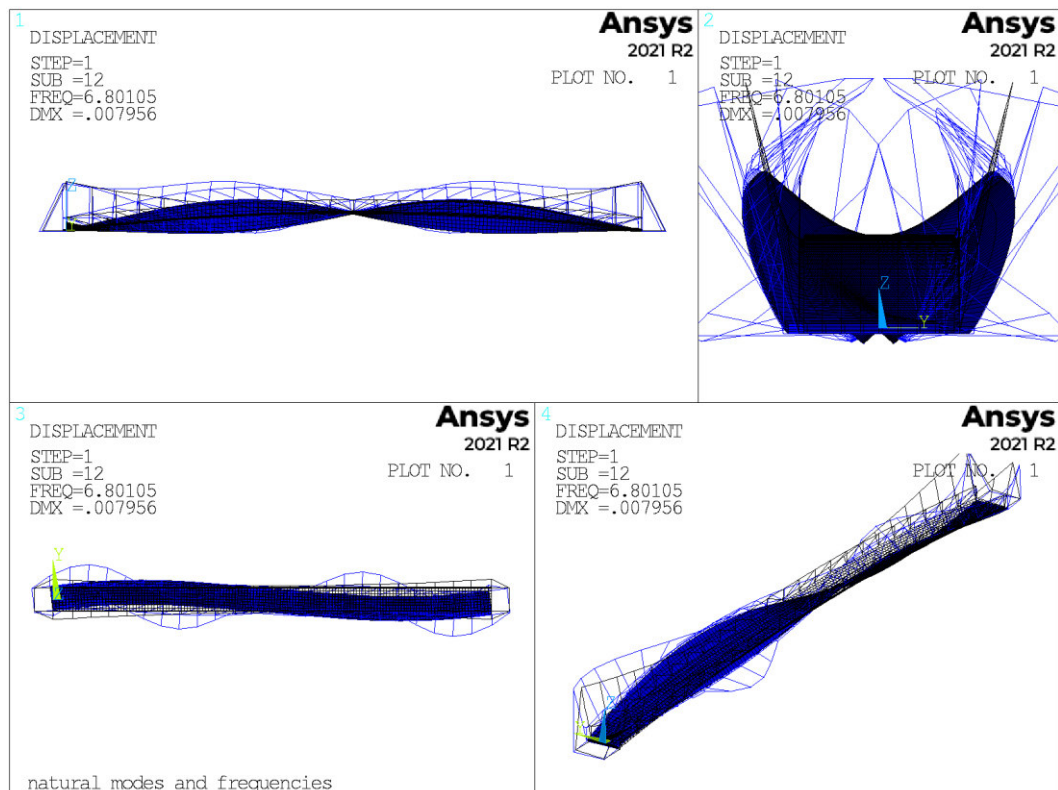 1
Ansys
2021 R2
DISPLACEMENT
STEP=1
SUB =12
FREQ=6.80105
DMX =.007956
PLOT NO. 1
Z
2
Ansys
2021 R2
DISPLACEMENT
STEP=1
SUB =12
FREQ=6.80105
DMX =.007956
PLOT NO. 1
Z
Y
3
Ansys
2021 R2
DISPLACEMENT
STEP=1
SUB =12
FREQ=6.80105
DMX =.007956
PLOT NO. 1
Y
natural modes and frequencies
4
Ansys
2021 R2
DISPLACEMENT
STEP=1
SUB =12
FREQ=6.80105
DMX =.007956
PLOT NO. 1
Z